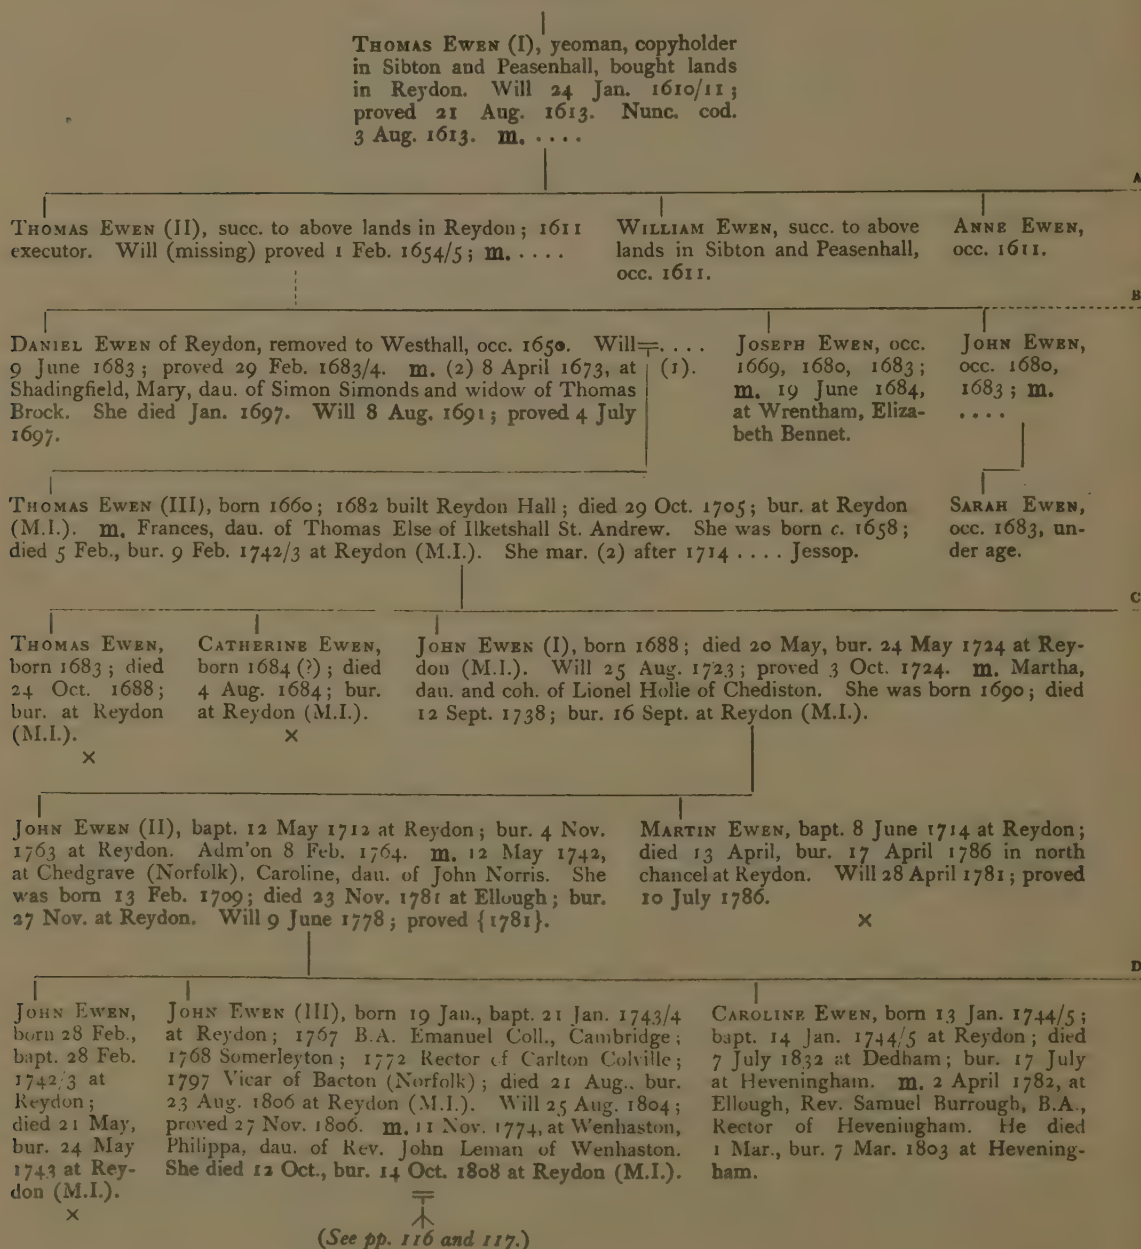 THOMAS EWEN (I), yeoman, copyholder
in Sibton and Peasenhall, bought lands
in Reydon. Will 24 Jan. 1610/11;
proved 21 Aug. 1613. Nunc. cod.
3 Aug. 1613. m. . . . .
A
THOMAS EWEN (II), succ. to above lands in Reydon; 1611
executor. Will (missing) proved 1 Feb. 1654/5; m. . . . .
WILLIAM EWEN, succ. to above
lands in Sibton and Peasenhall,
occ. 1611.
ANNE EWEN,
occ. 1611.
B
DANIEL EWEN of Reydon, removed to Westhall, occ. 1650. Will
9 June 1683; proved 29 Feb. 1683/4. m. (2) 8 April 1673, at
Shadingfield, Mary, dau. of Simon Simonds and widow of Thomas
Brock. She died Jan. 1697. Will 8 Aug. 1691; proved 4 July
1697.
. . . .
(1).
JOSEPH EWEN, occ.
1669, 1680, 1683;
m. 19 June 1684,
at Wrentham, Eliza-
beth Bennet.
JOHN EWEN,
occ. 1680,
1683; m.
. . . .
THOMAS EWEN (III), born 1660; 1682 built Reydon Hall; died 29 Oct. 1705; bur. at Reydon
(M.I.). m. Frances, dau. of Thomas Else of Ilketshall St. Andrew. She was born c. 1658;
died 5 Feb., bur. 9 Feb. 1742/3 at Reydon (M.I.). She mar. (2) after 1714 . . . . Jessop.
SARAH EWEN,
occ. 1683, un-
der age.
C
THOMAS EWEN,
born 1683; died
24 Oct. 1688;
bur. at Reydon
(M.I.).
×
CATHERINE EWEN,
born 1684 (?); died
4 Aug. 1684; bur.
at Reydon (M.I.).
×
JOHN EWEN (I), born 1688; died 20 May, bur. 24 May 1724 at Rey-
don (M.I.). Will 25 Aug. 1723; proved 3 Oct. 1724. m. Martha,
dau. and coh. of Lionel Holle of Chediston. She was born 1690; died
12 Sept. 1738; bur. 16 Sept. at Reydon (M.I.).
JOHN EWEN (II), bapt. 12 May 1712 at Reydon; bur. 4 Nov.
1763 at Reydon. Adm'on 8 Feb. 1764. m. 12 May 1742,
at Chedgrave (Norfolk), Caroline, dau. of John Norris. She
was born 13 Feb. 1709; died 23 Nov. 1781 at Ellough; bur.
27 Nov. at Reydon. Will 9 June 1778; proved {1781}.
MARTIN EWEN, bapt. 8 June 1714 at Reydon;
died 13 April, bur. 17 April 1786 in north
chancel at Reydon. Will 28 April 1781; proved
10 July 1786.
×
D
JOHN EWEN,
born 28 Feb.,
bapt. 28 Feb.
1742/3 at
Reydon;
died 21 May,
bur. 24 May
1743 at Rey-
don (M.I.).
×
JOHN EWEN (III), born 19 Jan., bapt. 21 Jan. 1743/4
at Reydon; 1767 B.A. Emanuel Coll., Cambridge;
1768 Somerleyton; 1772 Rector of Carlton Colville;
1797 Vicar of Bacton (Norfolk); died 21 Aug., bur.
23 Aug. 1806 at Reydon (M.I.). Will 25 Aug. 1804;
proved 27 Nov. 1806. m. 11 Nov. 1774, at Wenhaston,
Philippa, dau. of Rev. John Leman of Wenhaston.
She died 12 Oct., bur. 14 Oct. 1808 at Reydon (M.I.).
(See pp. 116 and 117.)
CAROLINE EWEN, born 13 Jan. 1744/5;
bapt. 14 Jan. 1744/5 at Reydon; died
7 July 1832 at Dedham; bur. 17 July
at Heveningham. m. 2 April 1782, at
Ellough, Rev. Samuel Burrough, B.A.,
Rector of Heveningham. He died
1 Mar., bur. 7 Mar. 1803 at Hevening-
ham.